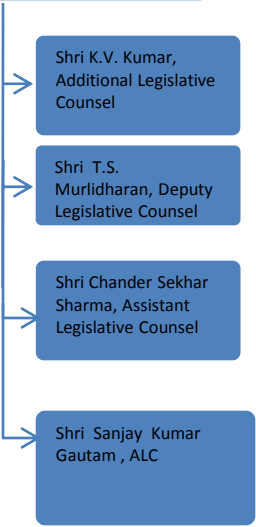 Shri K.V. Kumar,
Additional Legislative
Counsel
Shri T.S.
Murlidharan, Deputy
Legislative Counsel
Shri Chander Sekhar
Sharma, Assistant
Legislative Counsel
Shri Sanjay Kumar
Gautam , ALC